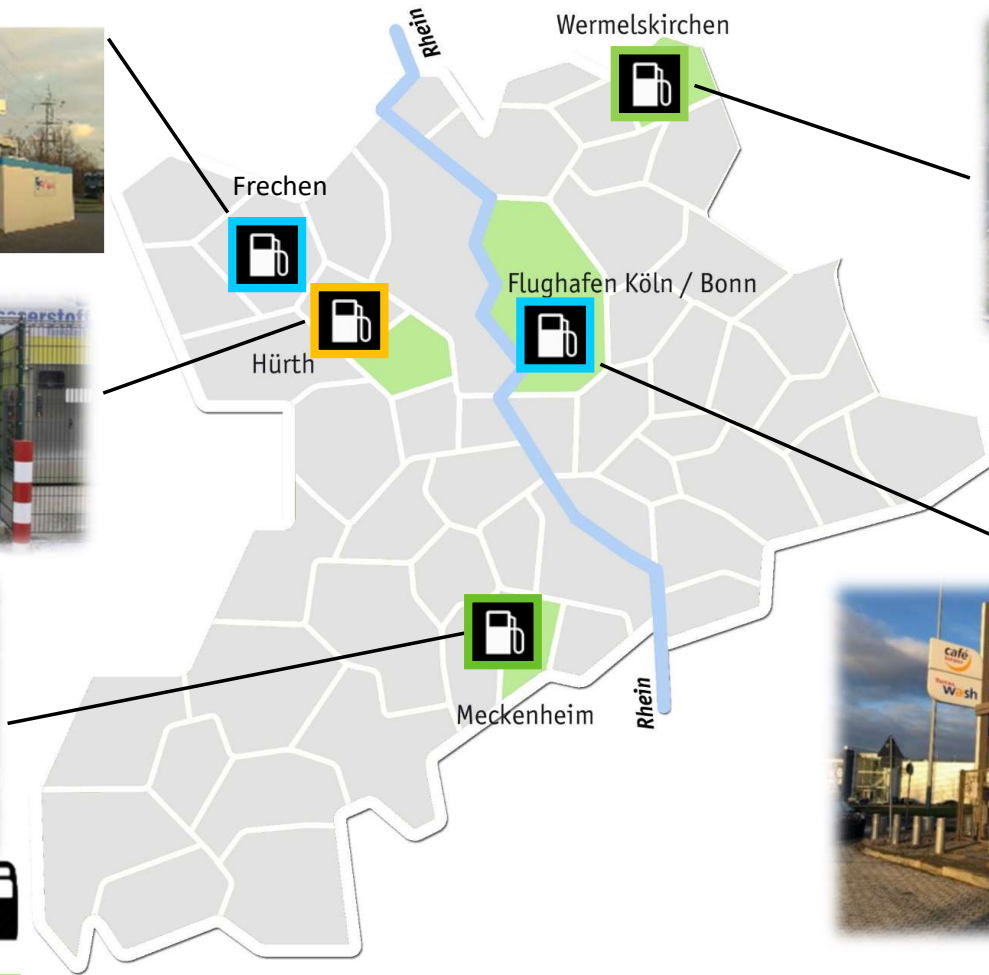 Rhein
Wermelskirchen
Frechen
Flughafen Köln / Bonn
Hürth
Meckenheim
Rhein
café
wash